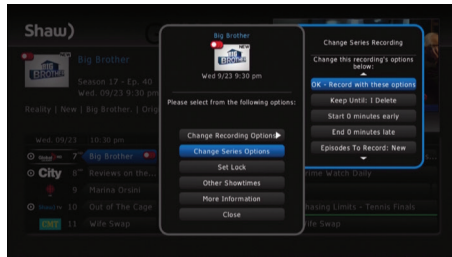 Shaw)
Big Brother
Season 17 - Ep. 40
Wed. 09/23 9:30 pm
Reality | New | Big Brother. | Orig
Wed. 09/23 10:30 pm
7 Big Brother
City 8 Reviews on the...
9 Marina Orsini
10 Out of The Cage
CMT 11 Wife Swap
Big Brother
NEW
BIG
BROTHER
Wed 9/23 9:30 pm
Please select from the following options:
Change Recording Options
Change Series Options
Set Lock
Other Showtimes
More Information
Close
Change Series Recording
Change this recording's options
below:
OK - Record with these options
Keep Until: I Delete
Start 0 minutes early
End 0 minutes late
Episodes To Record: New
rime Watch Daily
hasing Limits - Tennis Finals
ife Swap